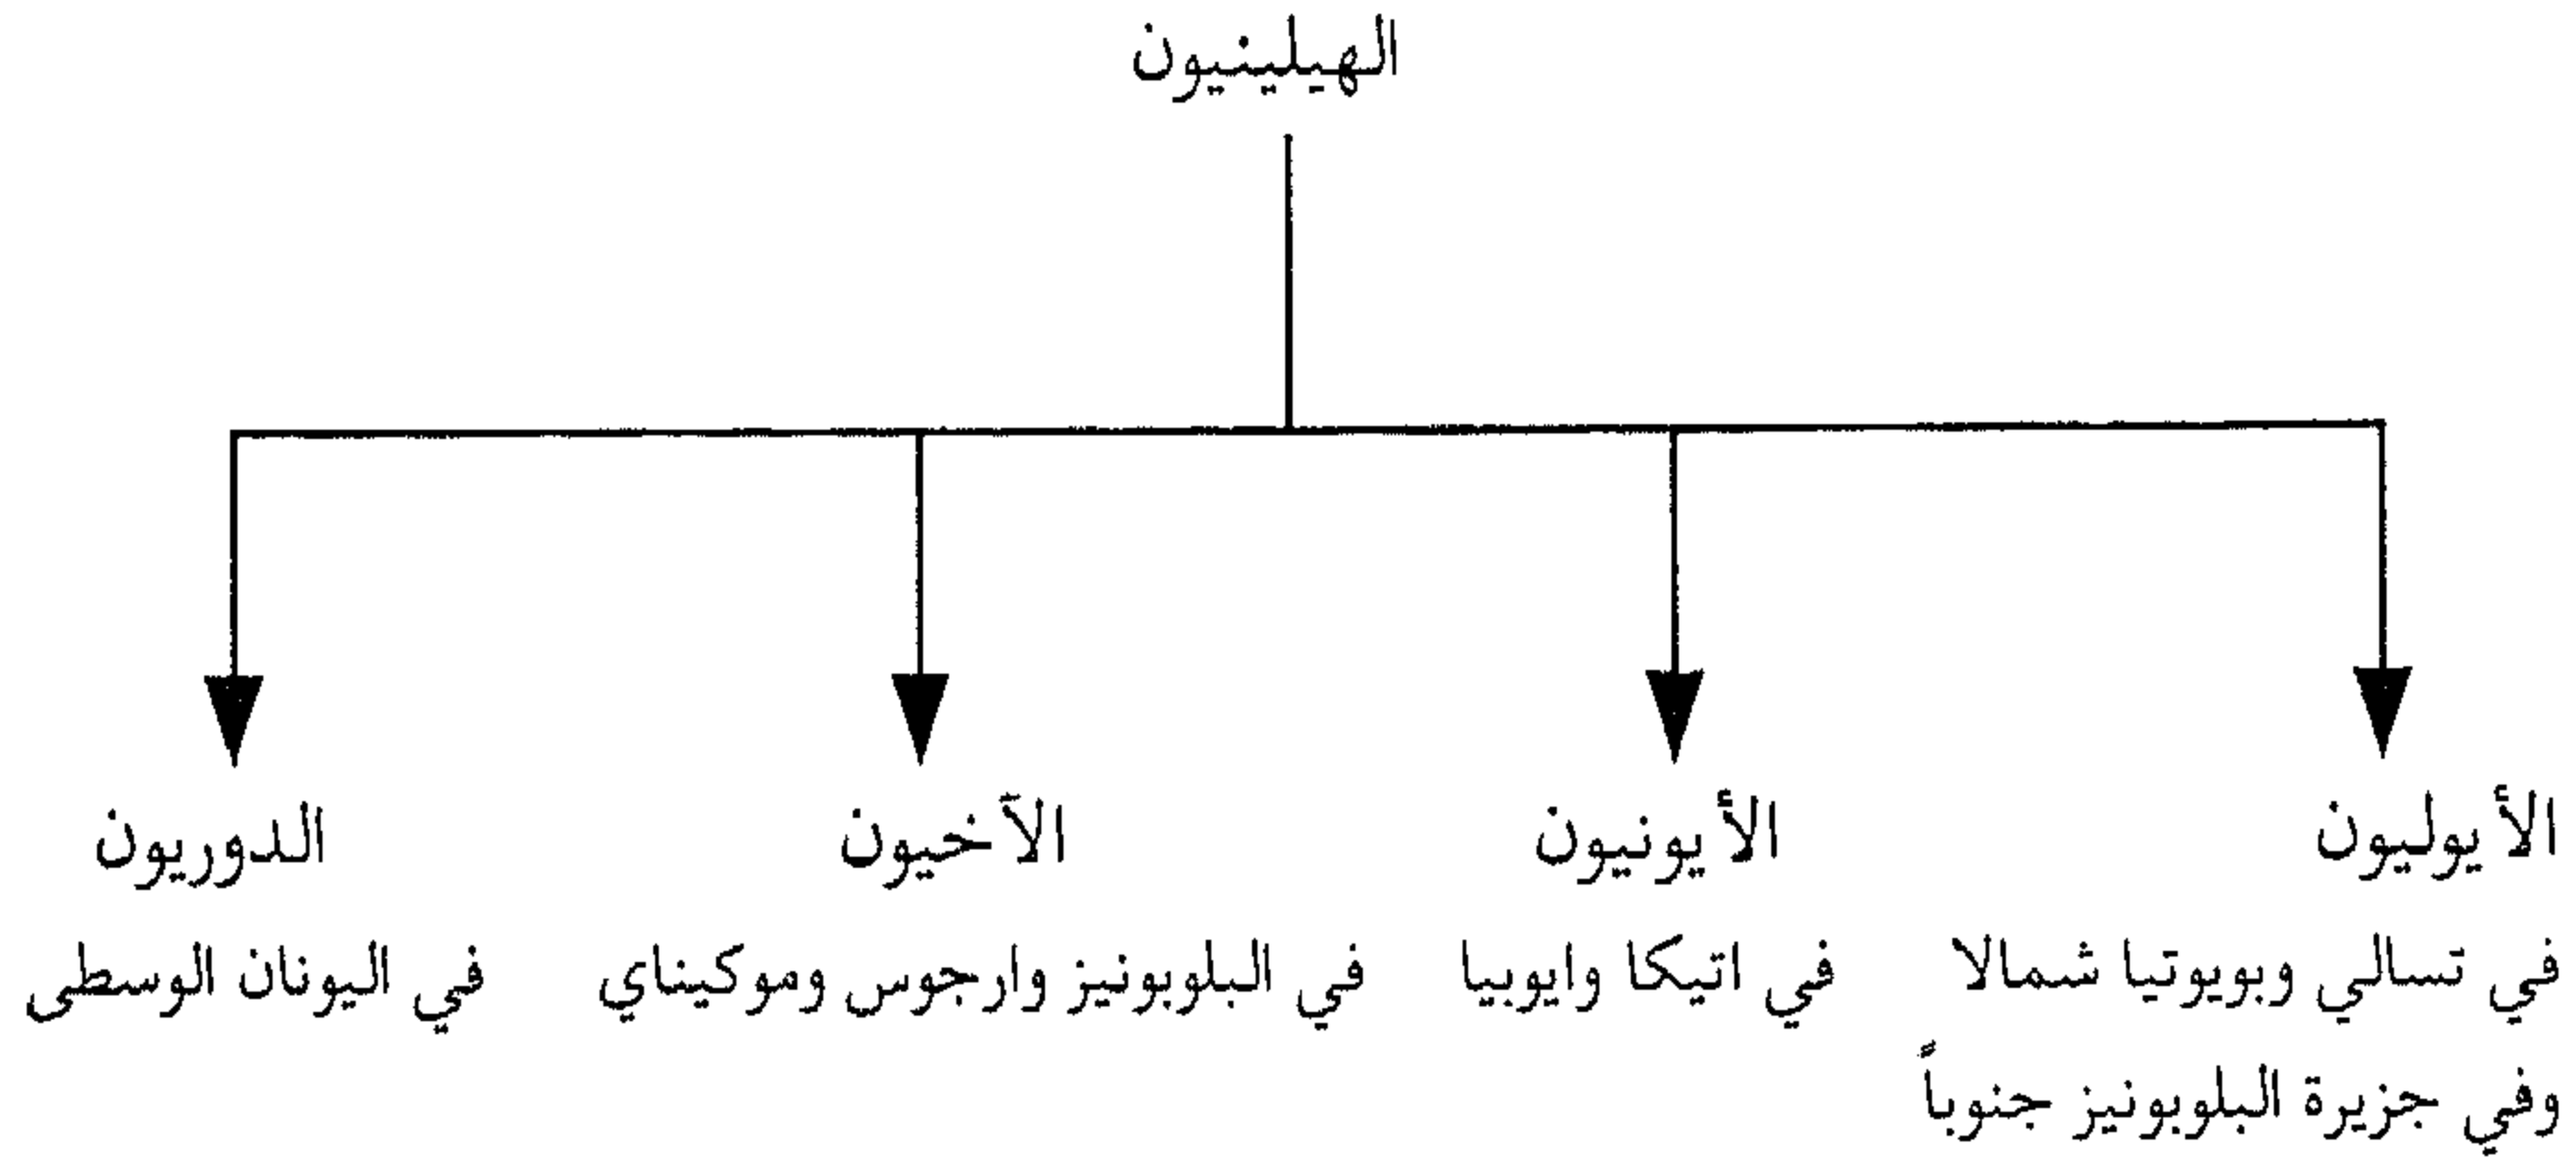 الهيلينيون
الأيوليون
في تسالي وبويوتيا شمالا
وفي جزيرة البلوبونيز جنوباً
الأيونيون
في اتيكا وايوبيا
الآخيون
في البلوبونيز وارجوس وموكيناي
الدوريون
في اليونان الوسطى